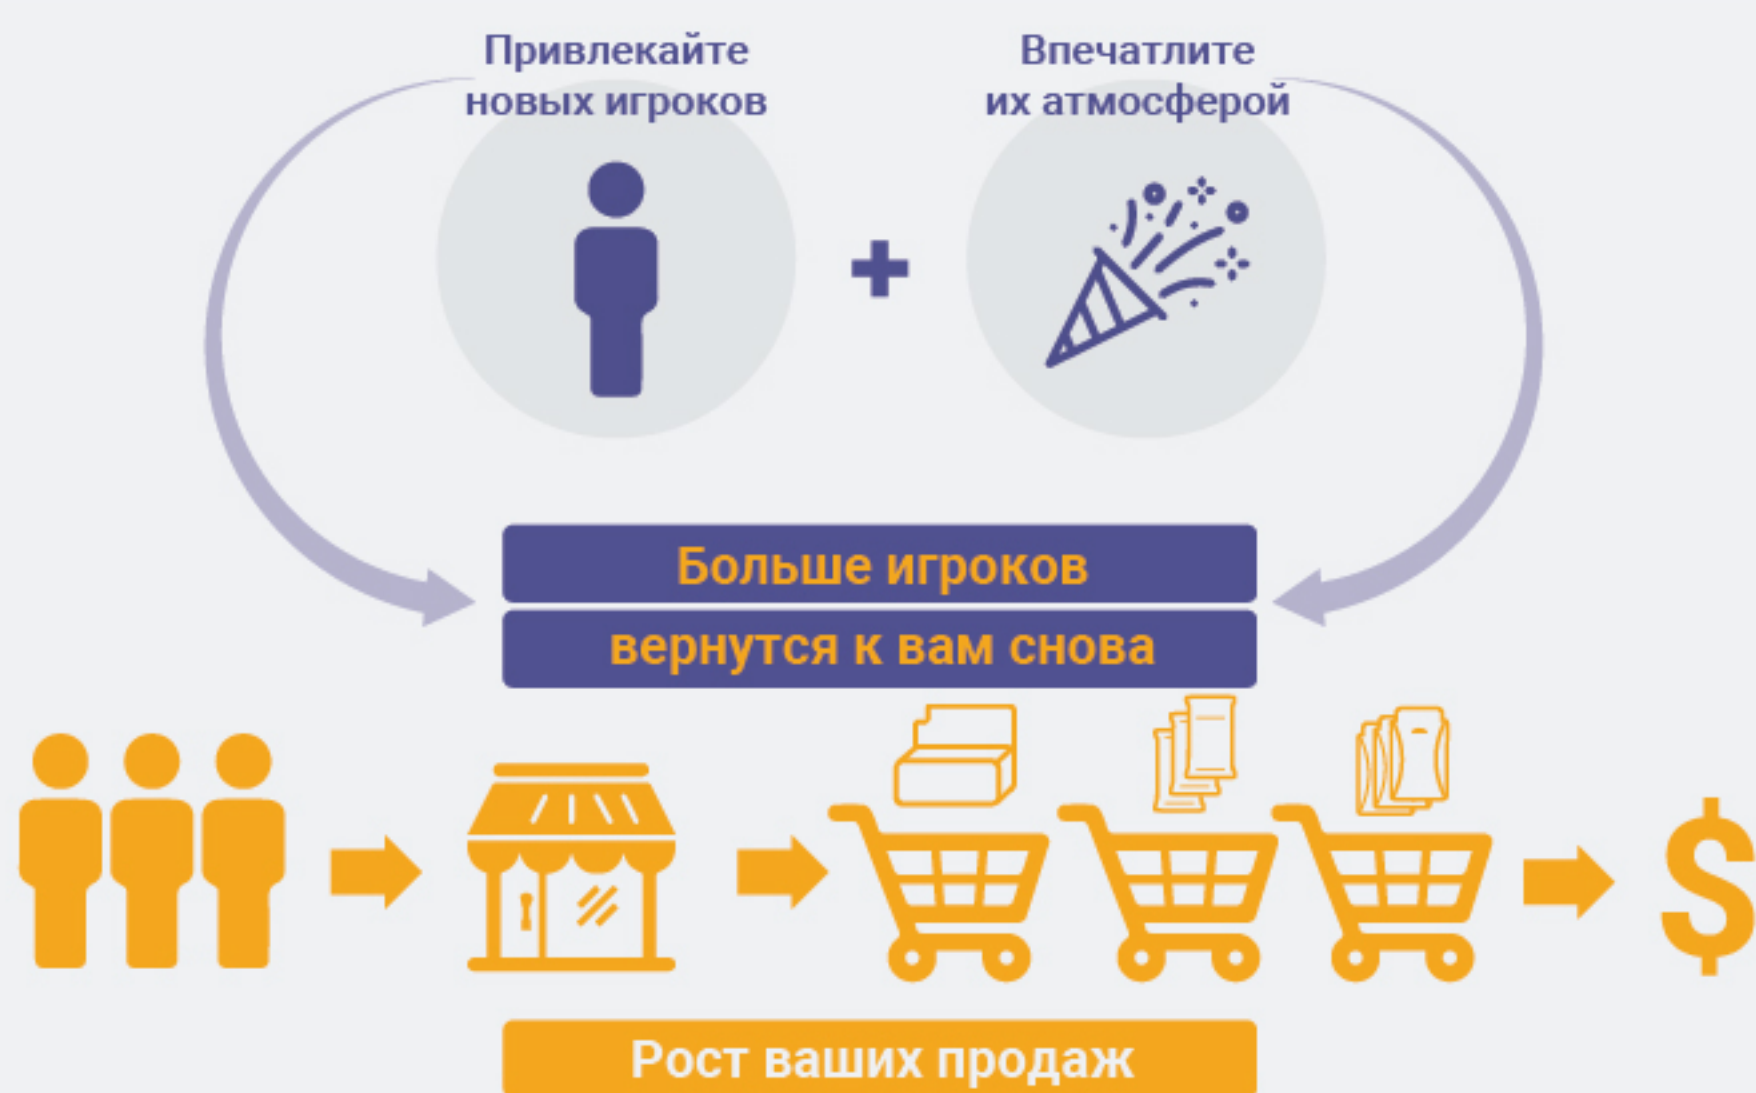 Привлекайте
новых игроков
Впечатлите
их атмосферой
+
Больше игроков
вернутся к вам снова
$
Рост ваших продаж